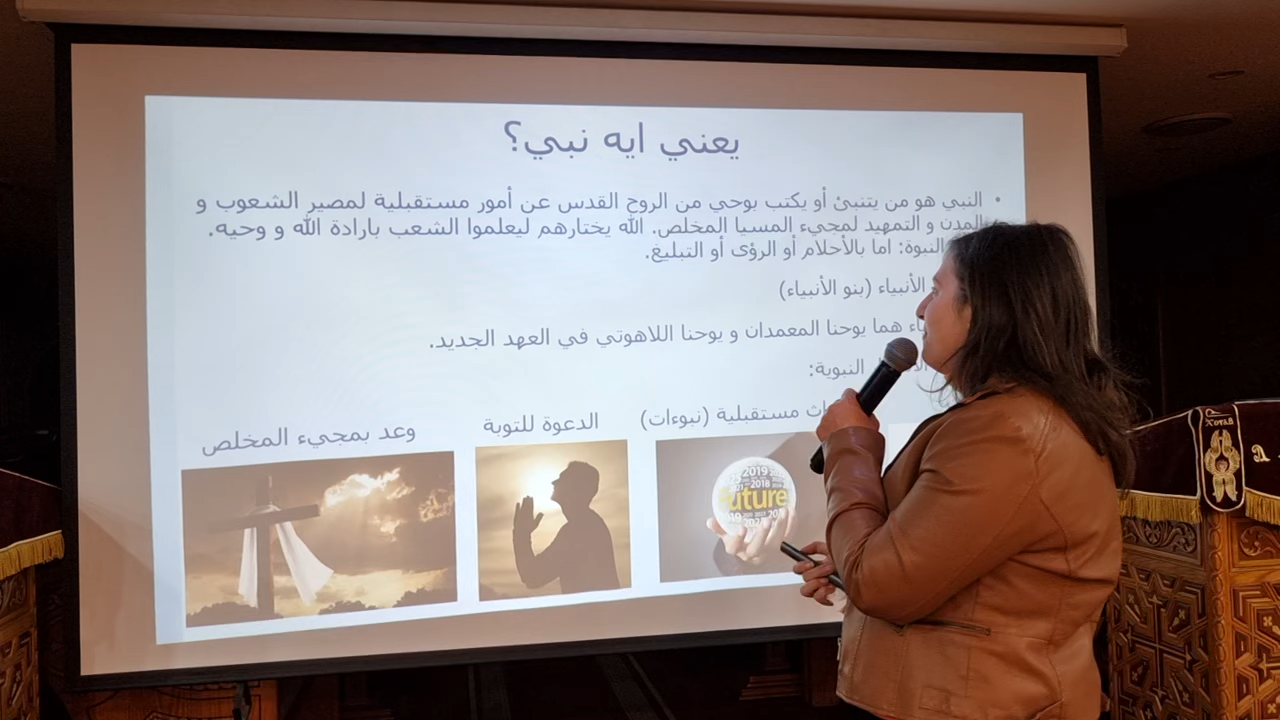 يعني ايه نبي؟
• النبي هو من يتنبئ أو يكتب بوحي من الروح القدس عن أمور مستقبلية لمصير الشعوب و
المدن و التمهيد لمجيء المسيا المخلص. الله يختارهم ليعلموا الشعب بارادة الله و وحيه.
النبوة: اما بالأحلام أو الرؤى أو التبليغ.
الأنبياء (بنو الأنبياء)
هما يوحنا المعمدان و يوحنا اللاهوتي في العهد الجديد.
النبوية:
مستقبلية (نبوءات)
الدعوة للتوبة
وعد بمجيء المخلص
2019
2018
future